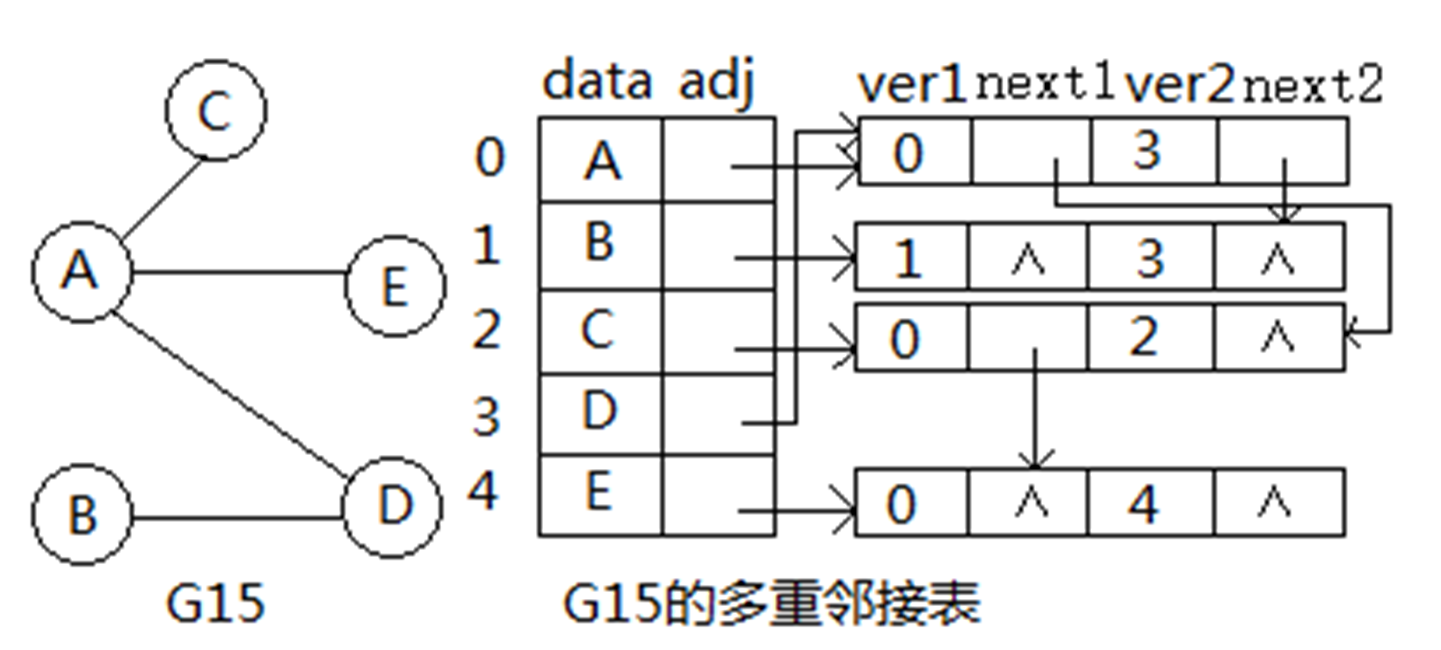 C
A
E
B
D
G15
data adj
ver1 next1 ver2 next2
0 A 0 3
1 B 1 ∧ 3 ∧
2 C 0 2 ∧
3 D
4 E 0 ∧ 4 ∧
G15的多重邻接表